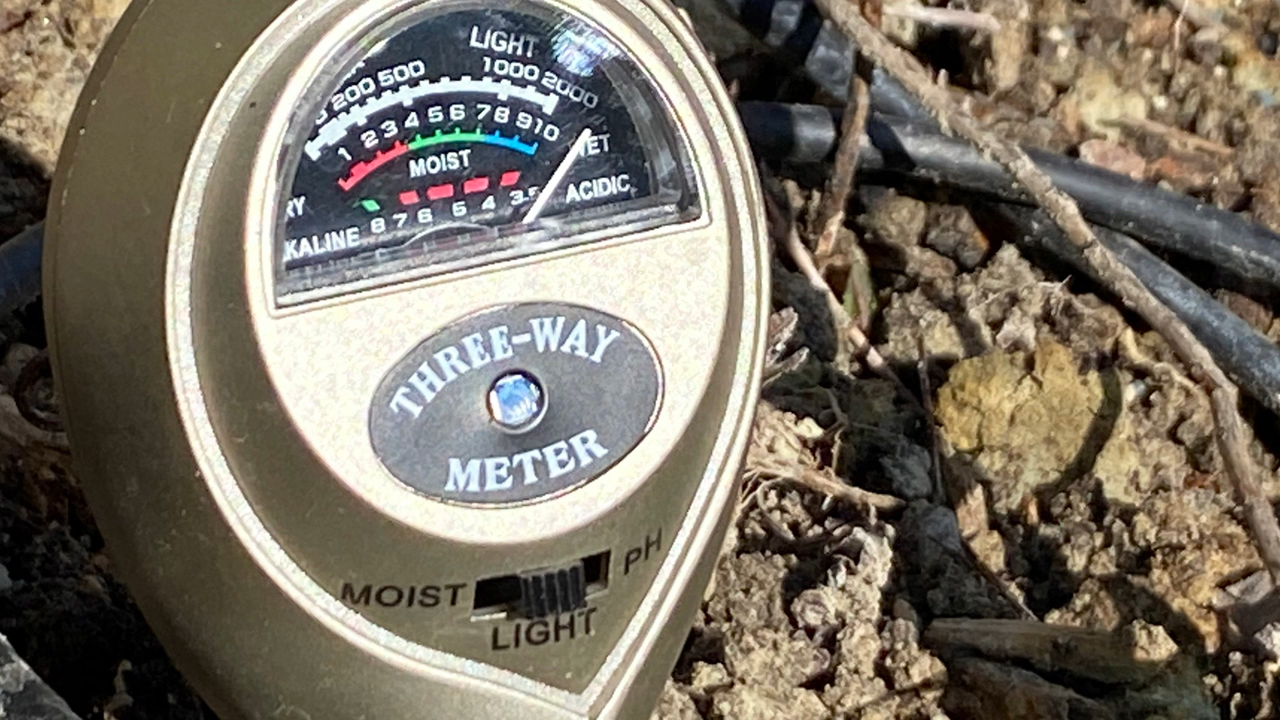 LIGHT
200 500 1000 2000
1 2 3 4 5 6 7 8 9 10
MOIST
8 7 6 5 4 3.5
ACIDIC
THREE-WAY
METER
MOIST
LIGHT
PH